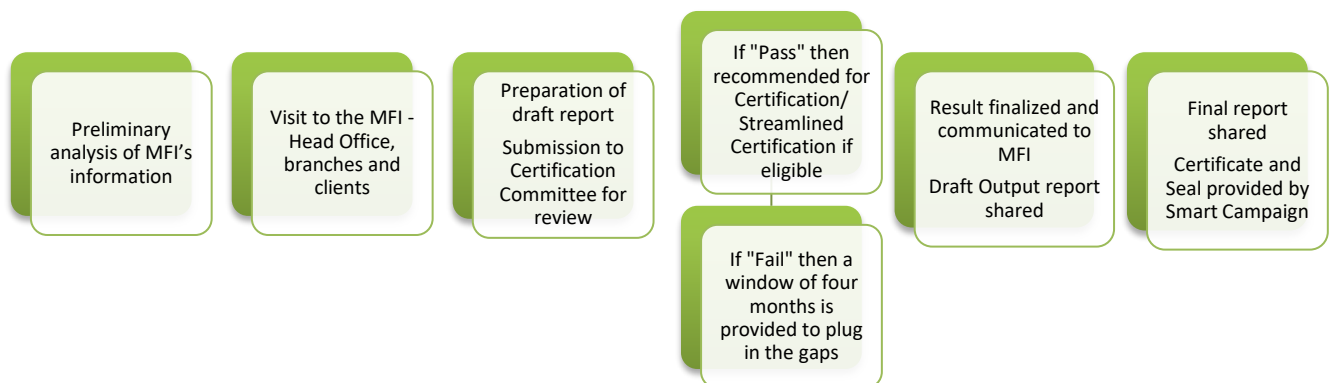 Preliminary
analysis of MFI’s
information
Visit to the MFI -
Head Office,
branches and
clients
Preparation of
draft report
Submission to
Certification
Committee for
review
If "Pass" then
recommended for
Certification/
Streamlined
Certification if
eligible
If "Fail" then a
window of four
months is
provided to plug
in the gaps
Result finalized and
communicated to
MFI
Draft Output report
shared
Final report
shared
Certificate and
Seal provided by
Smart Campaign